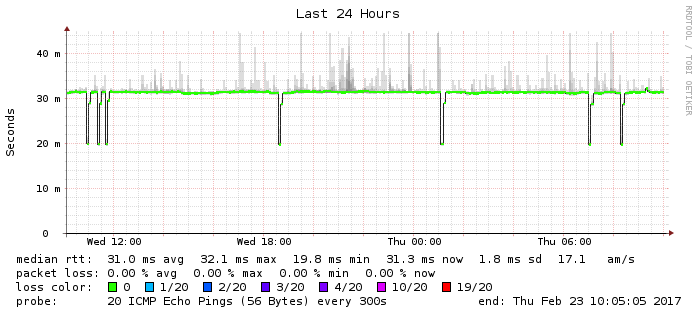 Last 24 Hours
RRDTOOL / TOBI OETIKER
Seconds
40 m
30 m
20 m
10 m
0
Wed 12:00 Wed 18:00 Thu 00:00 Thu 06:00
median rtt: 31.0 ms avg 32.1 ms max 19.8 ms min 31.3 ms now 1.8 ms sd 17.1 am/s
packet loss: 0.00 % avg 0.00 % max 0.00 % min 0.00 % now
loss color: 0 1/20 2/20 3/20 4/20 10/20 19/20
probe: 20 ICMP Echo Pings (56 Bytes) every 300s end: Thu Feb 23 10:05:05 2017